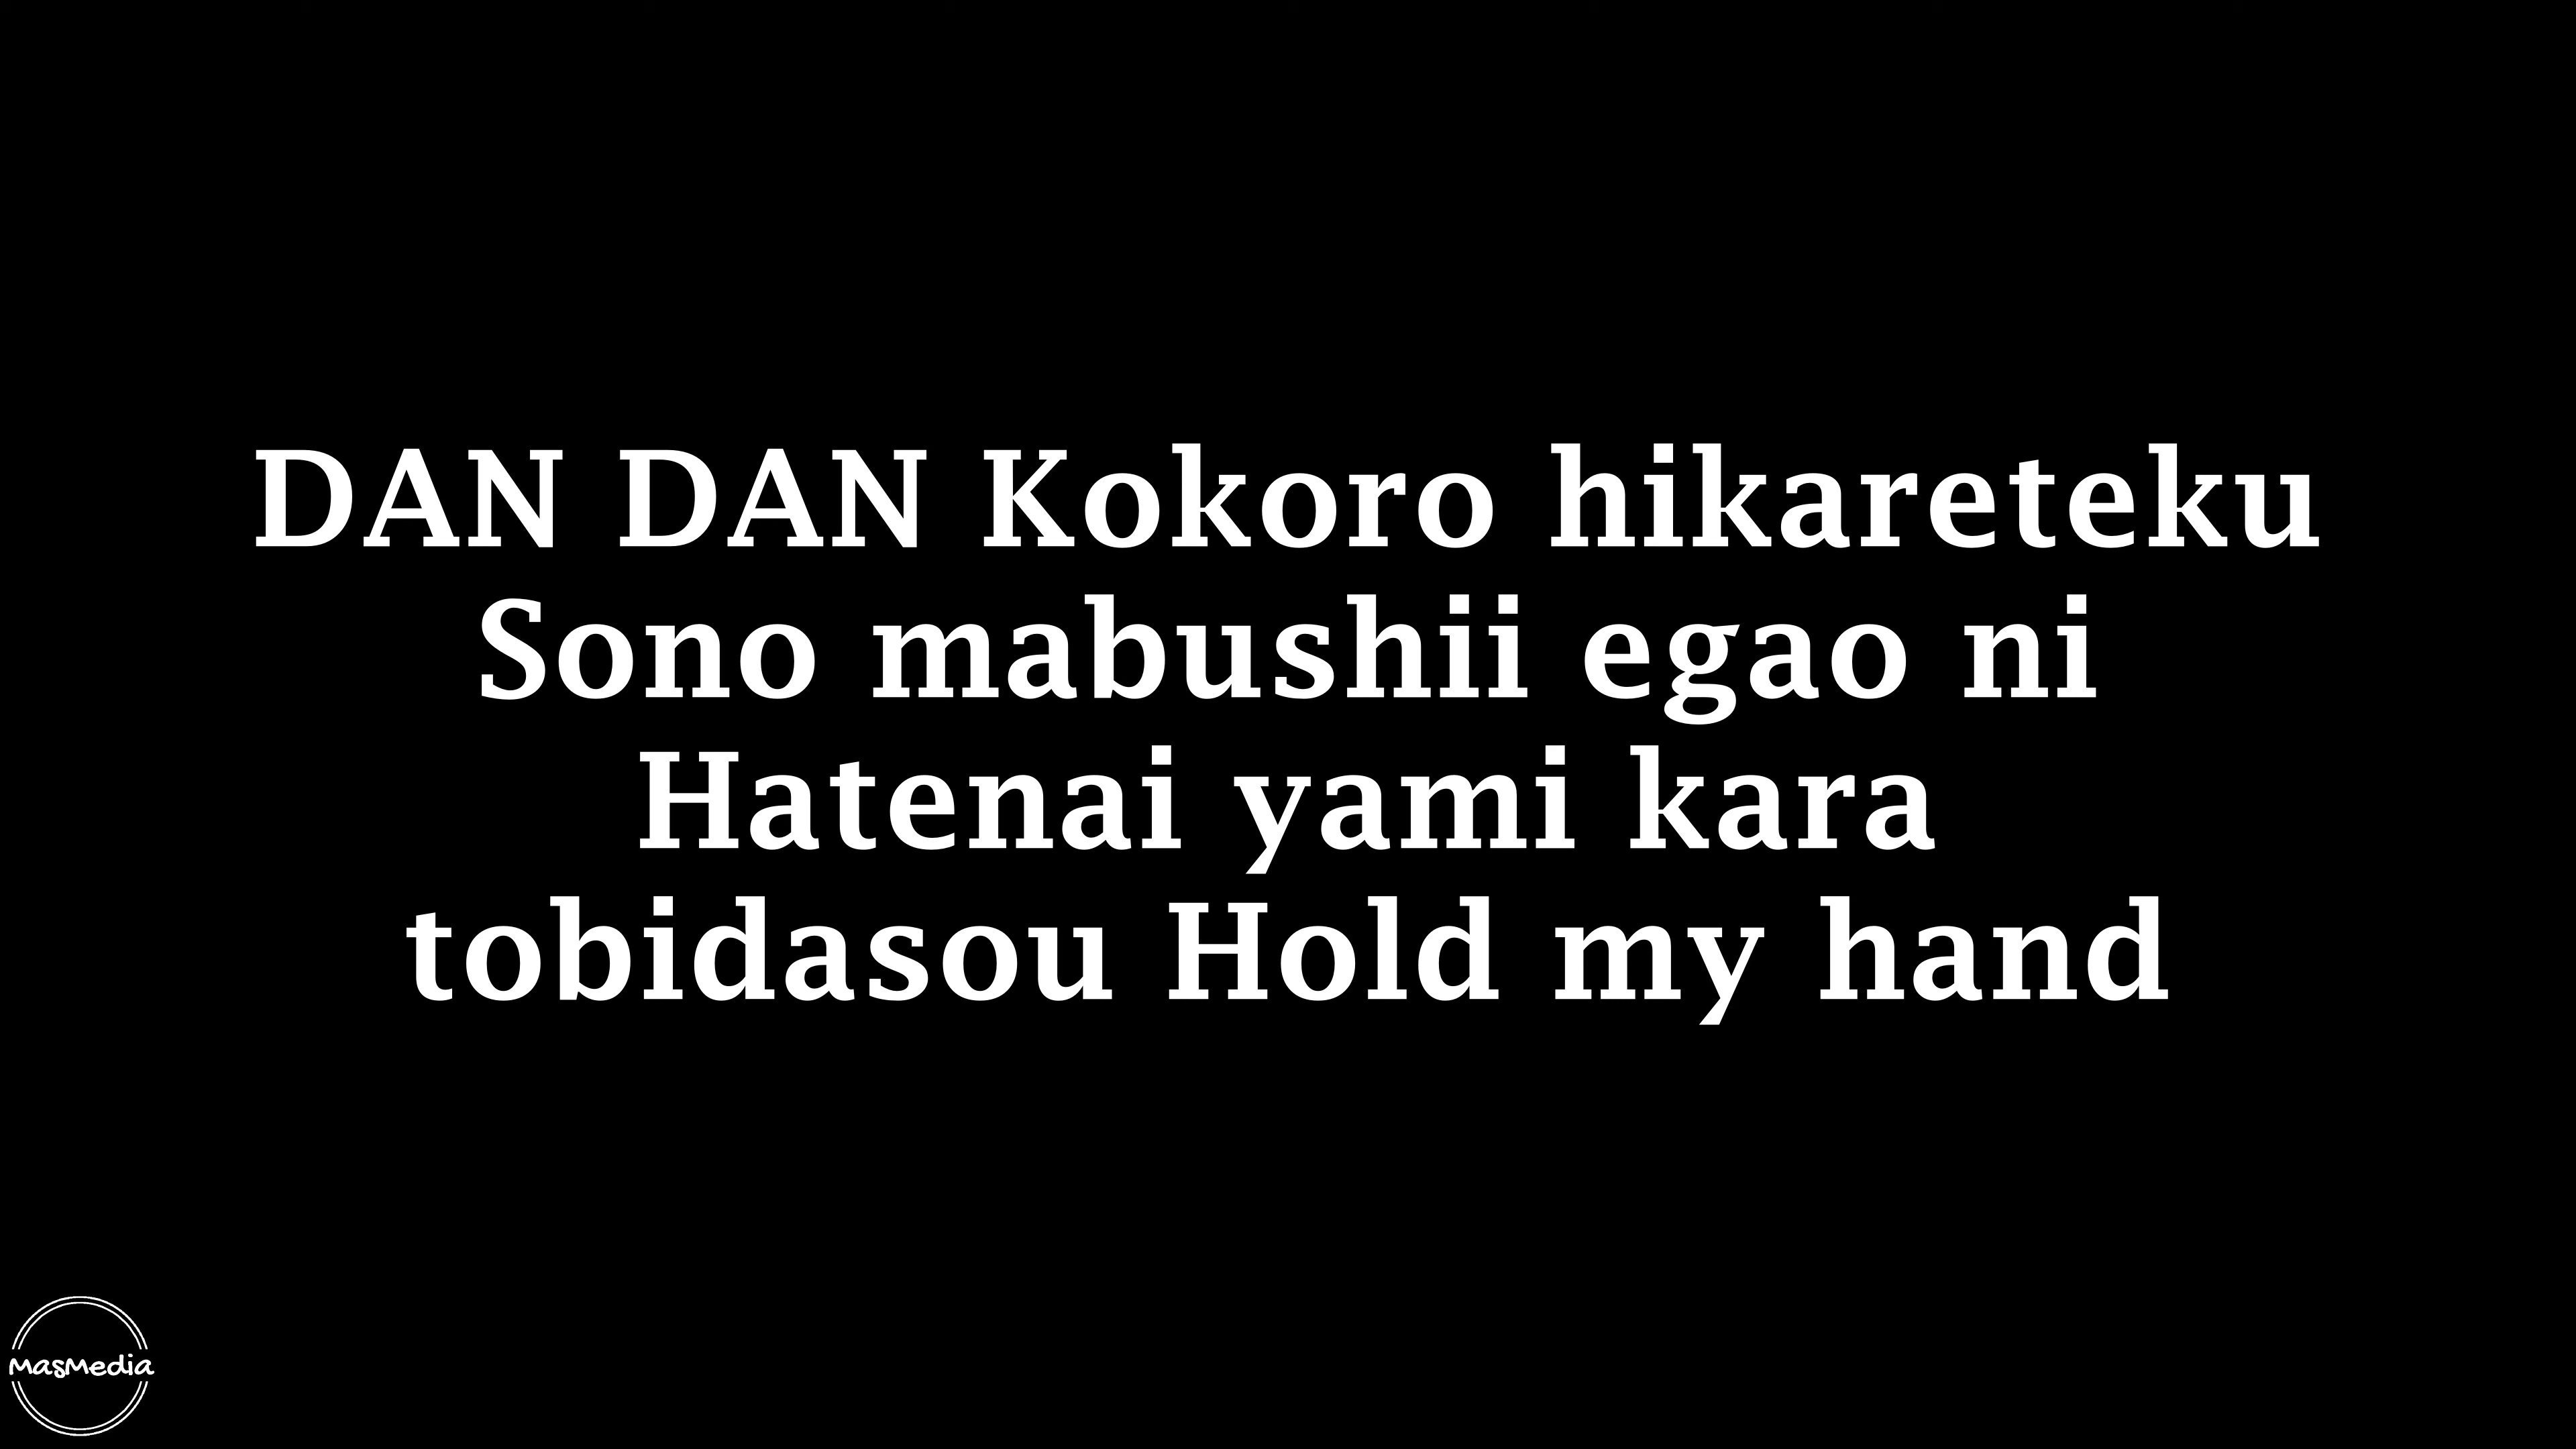 DAN DAN Kokoro hikareteku
Sono mabushii egao ni
Hatenai yami kara
tobidasou Hold my hand
MasMedia